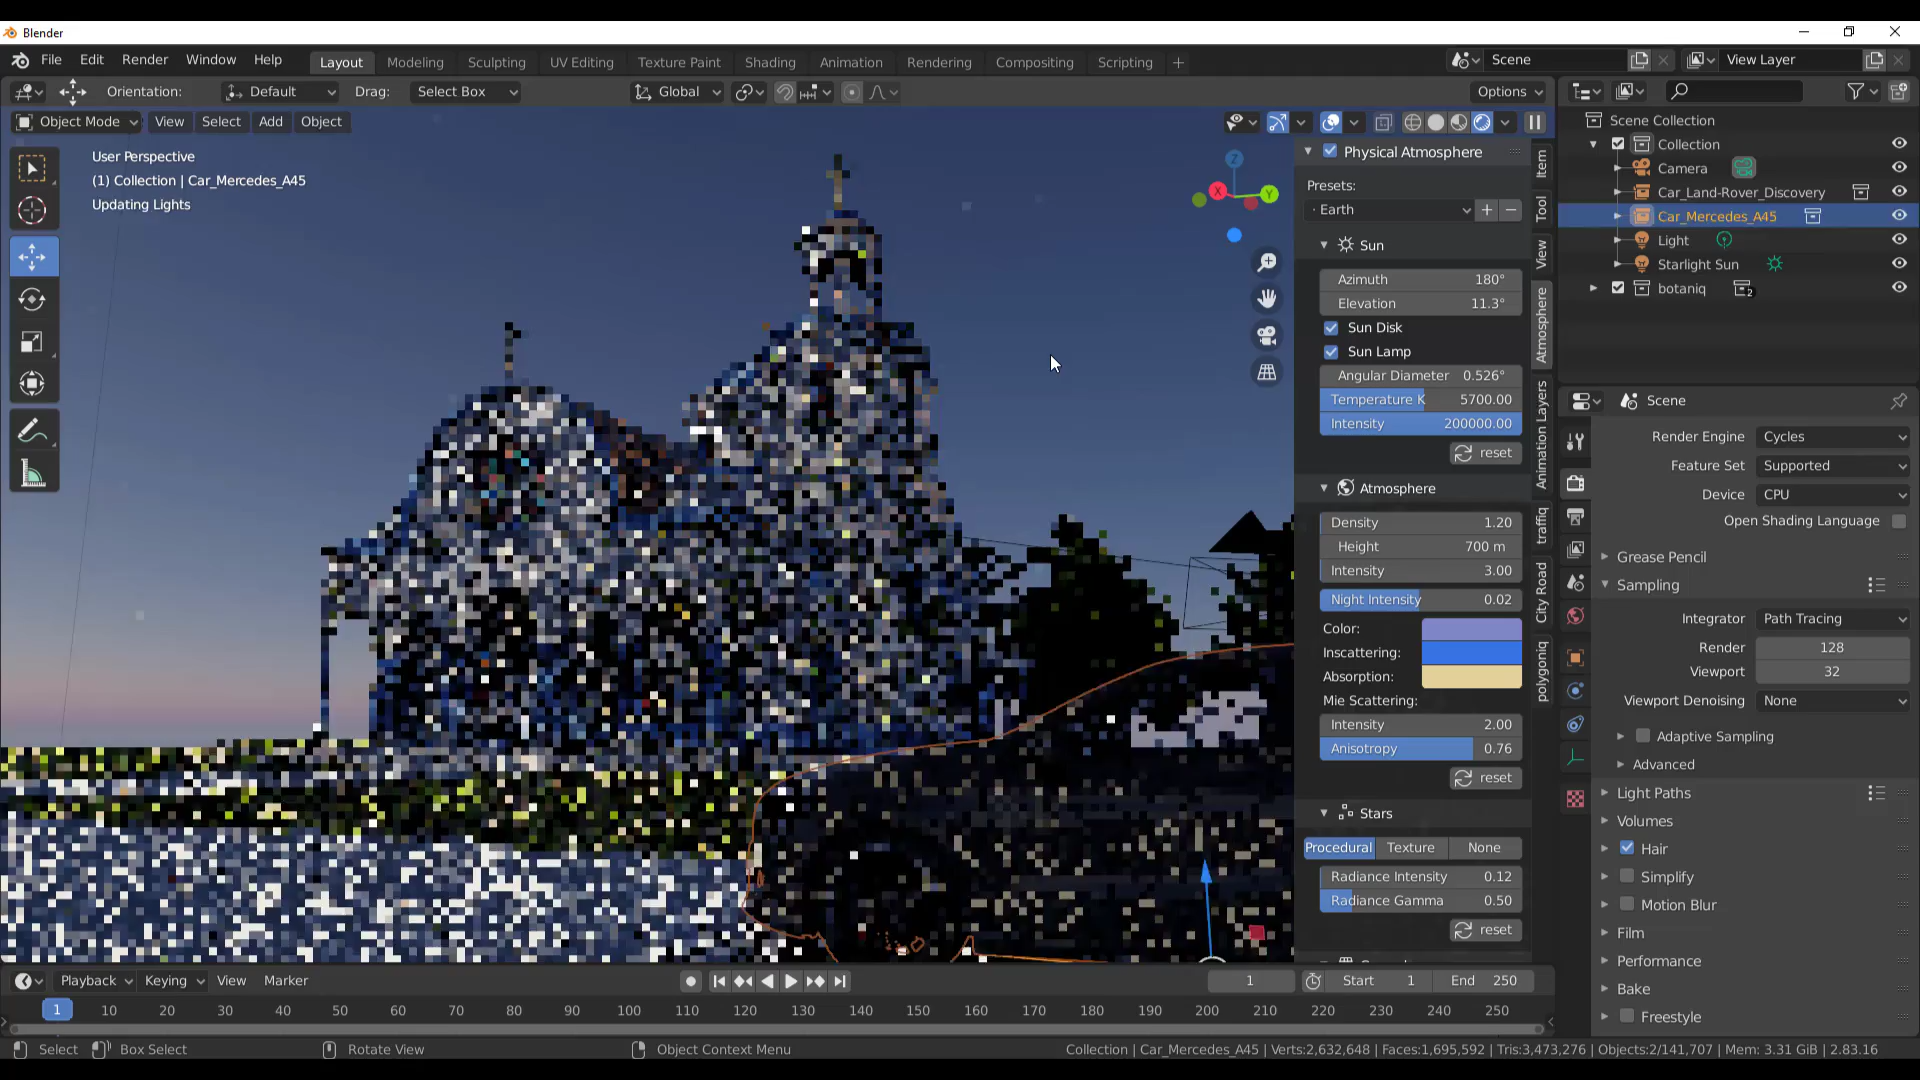 Blender
File Edit Render Window Help Layout Modeling Sculpting UV Editing Texture Paint Shading Animation Rendering Compositing Scripting + Scene View Layer
Orientation: Default Drag: Select Box Global Options
Object Mode View Select Add Object
User Perspective
(1) Collection | Car_Mercedes_A45
Updating Lights
Z
X
Y
Physical Atmosphere
Presets:
· Earth
Sun
Azimuth 180°
Elevation 11.3°
Sun Disk
Sun Lamp
Angular Diameter 0.526°
Temperature K 5700.00
Intensity 200000.00
reset
Atmosphere
Density 1.20
Height 700 m
Intensity 3.00
Night Intensity 0.02
Color:
Inscattering:
Absorption:
Mie Scattering:
Intensity 2.00
Anisotropy 0.76
reset
Stars
Procedural Texture None
Radiance Intensity 0.12
Radiance Gamma 0.50
reset
Item
Tool
View
Atmosphere
Animation Layers
traffiq
City Road
polygoniq
Scene Collection
Collection
Camera
Car_Land-Rover_Discovery
Car_Mercedes_A45
Light
Starlight Sun
botaniq 2
Scene
Render Engine Cycles
Feature Set Supported
Device CPU
Open Shading Language
Grease Pencil
Sampling
Integrator Path Tracing
Render 128
Viewport 32
Viewport Denoising None
Adaptive Sampling
Advanced
Light Paths
Volumes
Hair
Simplify
Motion Blur
Film
Performance
Bake
Freestyle
Playback Keying View Marker 1 Start 1 End 250
1 10 20 30 40 50 60 70 80 90 100 110 120 130 140 150 160 170 180 190 200 210 220 230 240 250
Select Box Select Rotate View Object Context Menu Collection | Car_Mercedes_A45 | Verts:2,632,648 | Faces:1,695,592 | Tris:3,473,276 | Objects:2/141,707 | Mem: 3.31 GiB | 2.83.16